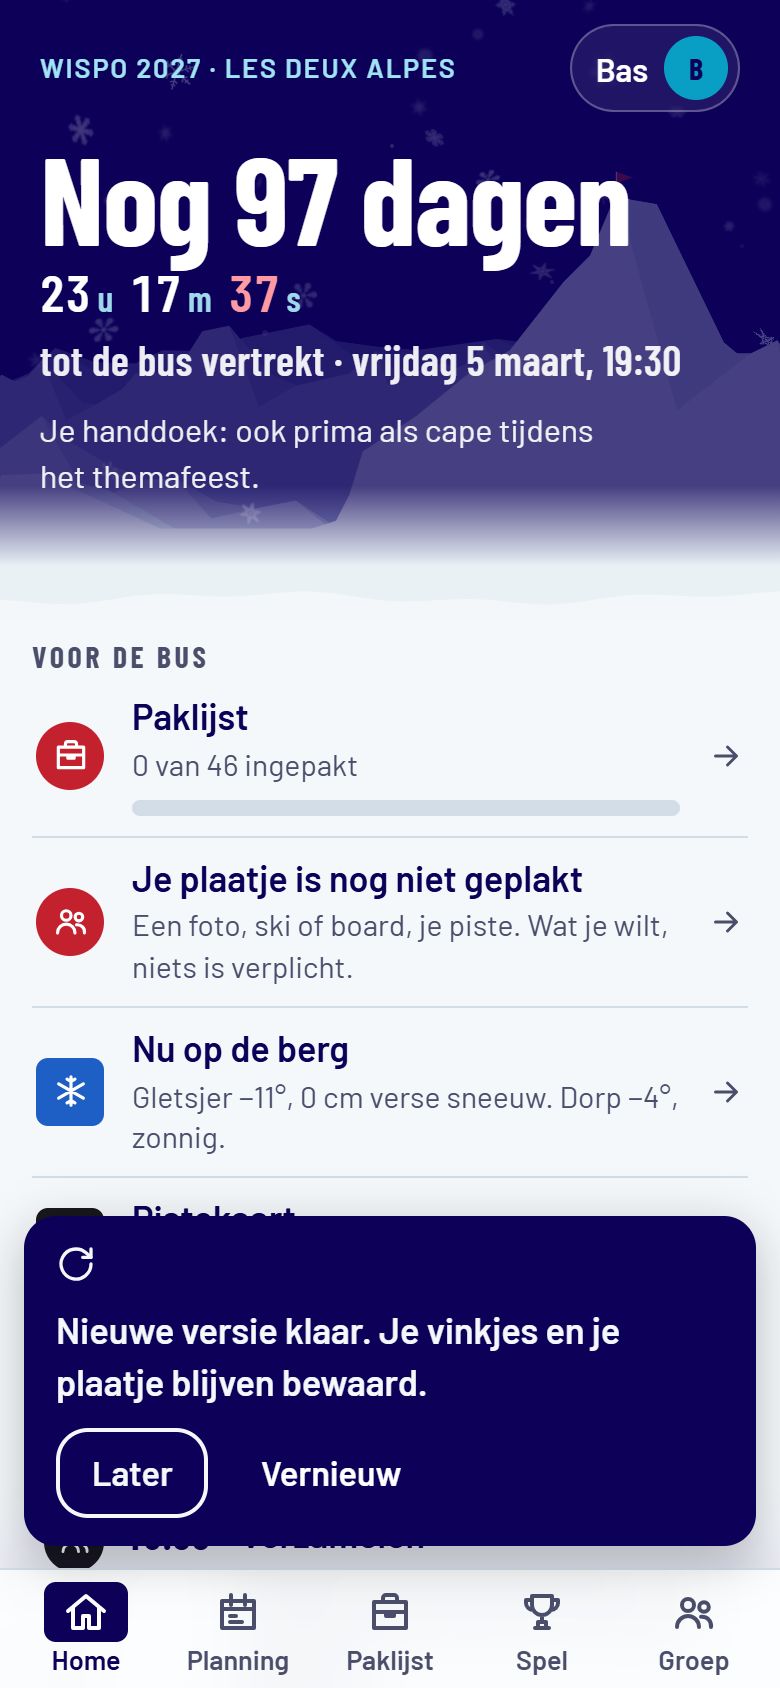 WISPO 2027 · LES DEUX ALPES
Bas
B
Nog 97 dagen
23 u 17 m 37 s
tot de bus vertrekt · vrijdag 5 maart, 19:30
Je handdoek: ook prima als cape tijdens
het themafeest.
VOOR DE BUS
Paklijst
0 van 46 ingepakt
Je plaatje is nog niet geplakt
Een foto, ski of board, je piste. Wat je wilt,
niets is verplicht.
Nu op de berg
Gletsjer −11°, 0 cm verse sneeuw. Dorp −4°,
zonnig.
Nieuwe versie klaar. Je vinkjes en je
plaatje blijven bewaard.
Later
Vernieuw
Home
Planning
Paklijst
Spel
Groep